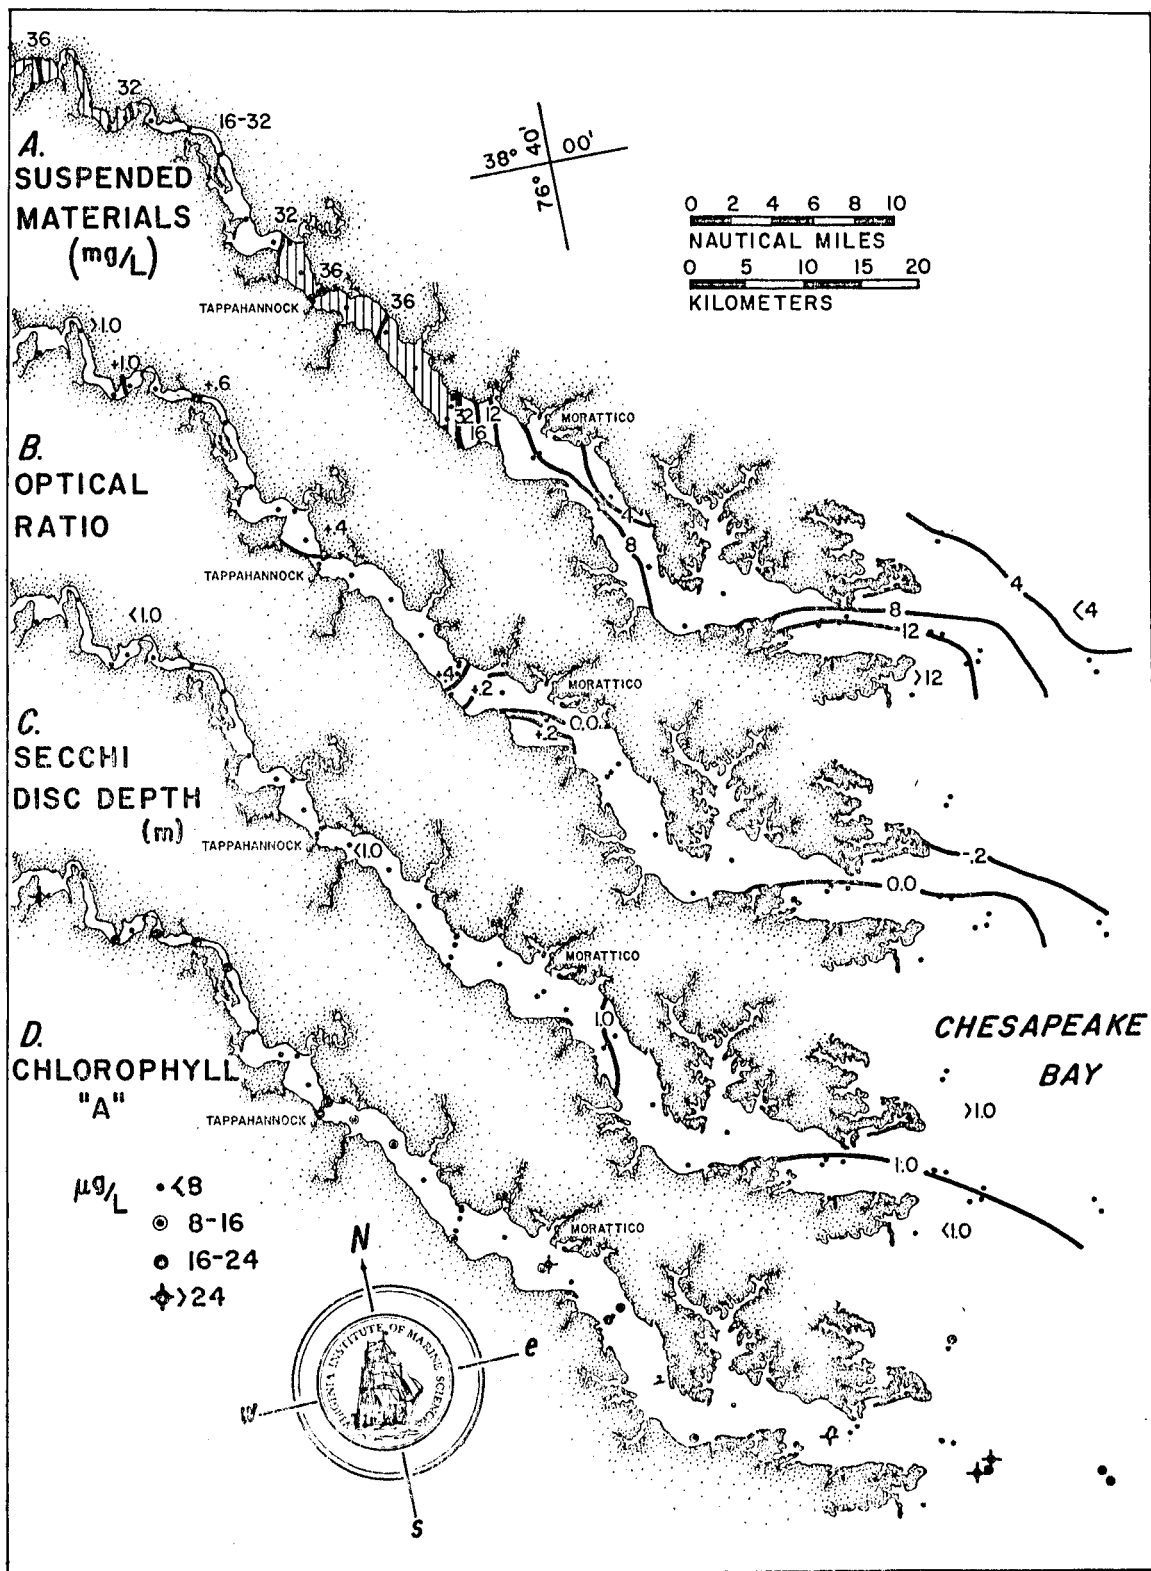 36
32
16-32
A.
SUSPENDED
MATERIALS
(mg/L)
32
36
TAPPAHANNOCK
36
32
16
12
MORATTICO
4
8
8
12
>12
4
<4
38° 40' 00'
76°
0 2 4 6 8 10
NAUTICAL MILES
0 5 10 15 20
KILOMETERS
>1.0
+1.0
+.6
B.
OPTICAL
RATIO
+.4
TAPPAHANNOCK
+.4
+.2
MORATTICO
0.0
+.2
-.2
0.0
<1.0
C.
SECCHI
DISC DEPTH
(m)
TAPPAHANNOCK
<1.0
MORATTICO
1.0
>1.0
1.0
<1.0
CHESAPEAKE
BAY
D.
CHLOROPHYLL
"A"
TAPPAHANNOCK
MORATTICO
µg/L
<8
8-16
16-24
>24
N
e
S
W
VIRGINIA INSTITUTE OF MARINE SCIENCE